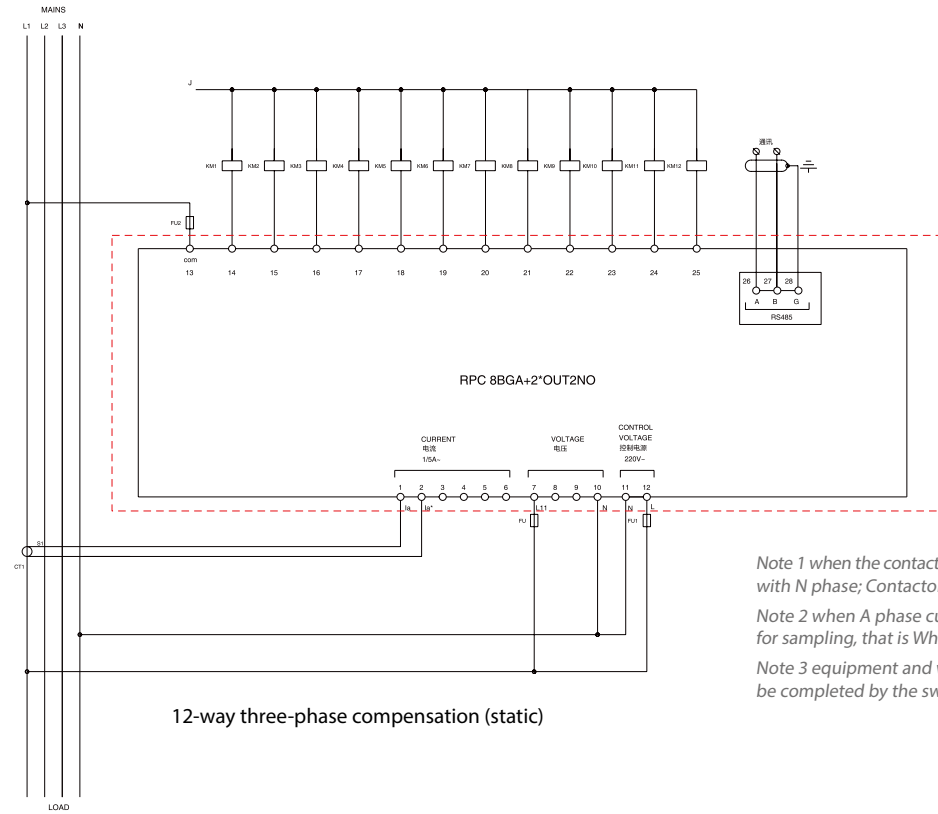 MAINS
L1 L2 L3 N
J
通讯
KM1 KM2 KM3 KM4 KM5 KM6 KM7 KM8 KM9 KM10 KM11 KM12
FU2
com
13 14 15 16 17 18 19 20 21 22 23 24 25
26 27 28
A B G
RS485
RPC 8BGA+2*OUT2NO
CURRENT
电流
1/5A~
VOLTAGE
电压
CONTROL
VOLTAGE
控制电源
220V~
1 2 3 4 5 6 7 8 9 10 11 12
Ia Ia* L11 N N L
FU FU1
S1
CT1
Note 1 when the contact
with N phase; Contacto
Note 2 when A phase cu
for sampling, that is Wh
Note 3 equipment and
be completed by the sw
12-way three-phase compensation (static)
LOAD